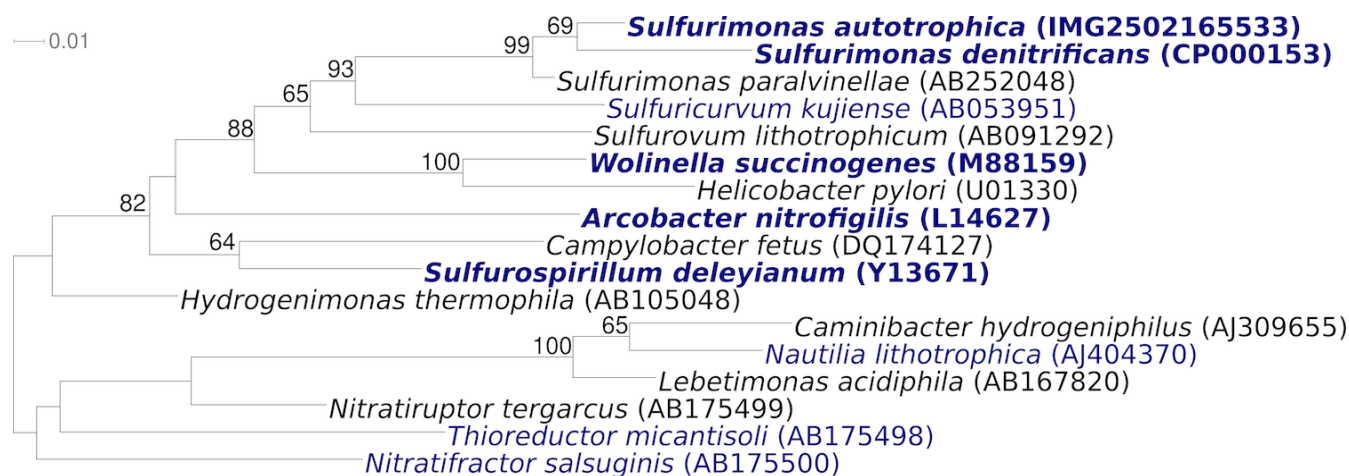 0.01
69 Sulfurimonas autotrophica (IMG2502165533)
99 Sulfurimonas denitrificans (CP000153)
93 Sulfurimonas paralvinellae (AB252048)
65 Sulfuricurvum kujiense (AB053951)
88 Sulfurovum lithotrophicum (AB091292)
100 Wolinella succinogenes (M88159)
Helicobacter pylori (U01330)
82 Arcobacter nitrofigilis (L14627)
64 Campylobacter fetus (DQ174127)
Sulfurospirillum deleyianum (Y13671)
Hydrogenimonas thermophila (AB105048)
65 Caminibacter hydrogeniphilus (AJ309655)
100 Nautilia lithotrophica (AJ404370)
Lebetimonas acidiphila (AB167820)
Nitratiruptor tergarcus (AB175499)
Thioreductor micantisoli (AB175498)
Nitratifractor salsuginis (AB175500)